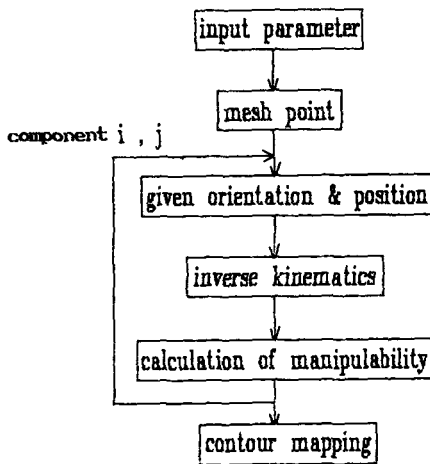 input parameter
mesh point
component i , j
given orientation & position
inverse kinematics
calculation of manipulability
contour mapping